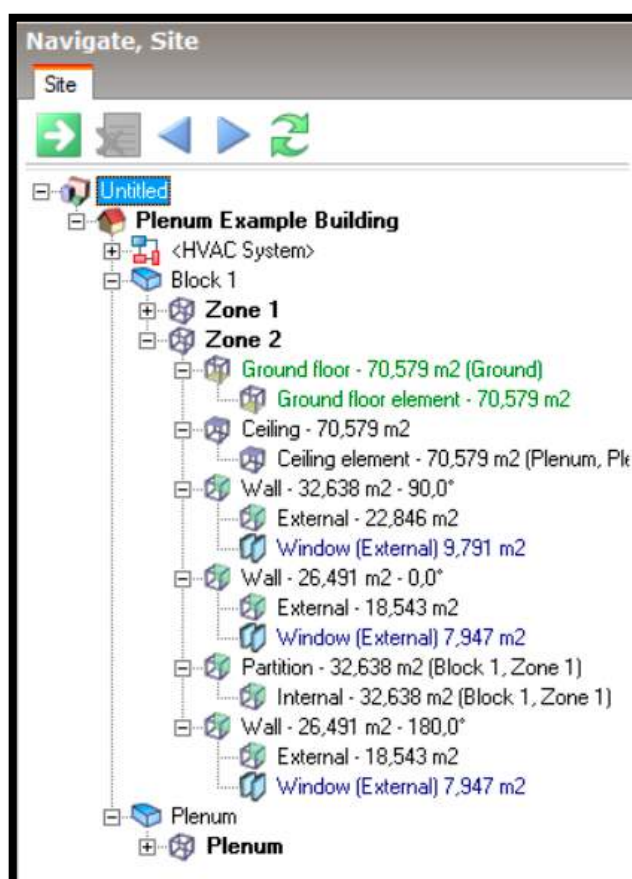 Navigate, Site
Site
Untitled
Plenum Example Building
<HVAC System>
Block 1
Zone 1
Zone 2
Ground floor - 70,579 m2 (Ground)
Ground floor element - 70,579 m2
Ceiling - 70,579 m2
Ceiling element - 70,579 m2 (Plenum, Ple
Wall - 32,638 m2 - 90,0°
External - 22,846 m2
Window (External) 9,791 m2
Wall - 26,491 m2 - 0,0°
External - 18,543 m2
Window (External) 7,947 m2
Partition - 32,638 m2 (Block 1, Zone 1)
Internal - 32,638 m2 (Block 1, Zone 1)
Wall - 26,491 m2 - 180,0°
External - 18,543 m2
Window (External) 7,947 m2
Plenum
Plenum